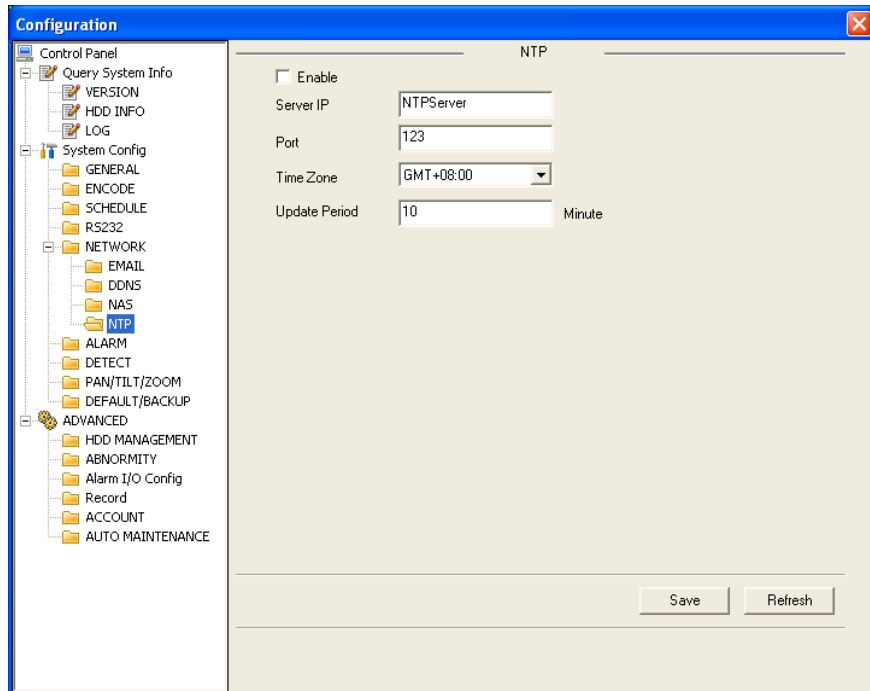 Configuration
Control Panel
Query System Info
VERSION
HDD INFO
LOG
System Config
GENERAL
ENCODE
SCHEDULE
RS232
NETWORK
EMAIL
DDNS
NAS
NTP
ALARM
DETECT
PAN/TILT/ZOOM
DEFAULT/BACKUP
ADVANCED
HDD MANAGEMENT
ABNORMITY
Alarm I/O Config
Record
ACCOUNT
AUTO MAINTENANCE
NTP
Enable
Server IP NTPServer
Port 123
Time Zone GMT+08:00
Update Period 10 Minute
Save Refresh